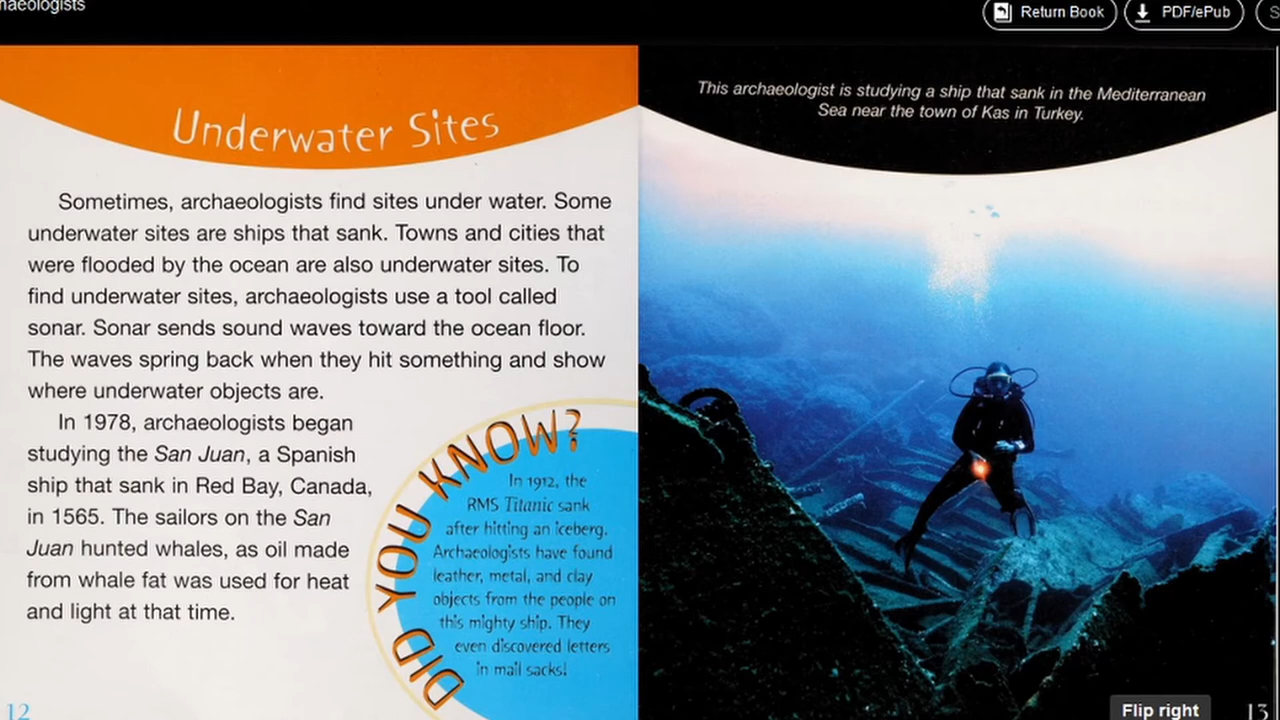 Return Book
PDF/ePub
Underwater Sites
Sometimes, archaeologists find sites under water. Some
underwater sites are ships that sank. Towns and cities that
were flooded by the ocean are also underwater sites. To
find underwater sites, archaeologists use a tool called
sonar. Sonar sends sound waves toward the ocean floor.
The waves spring back when they hit something and show
where underwater objects are.
In 1978, archaeologists began
studying the San Juan, a Spanish
ship that sank in Red Bay, Canada,
in 1565. The sailors on the San
Juan hunted whales, as oil made
from whale fat was used for heat
and light at that time.
DID YOU KNOW?
In 1912, the
RMS Titanic sank
after hitting an iceberg.
Archaeologists have found
leather, metal, and clay
objects from the people on
this mighty ship. They
even discovered letters
in mail sacks!
12
This archaeologist is studying a ship that sank in the Mediterranean
Sea near the town of Kas in Turkey.
Flip right
13